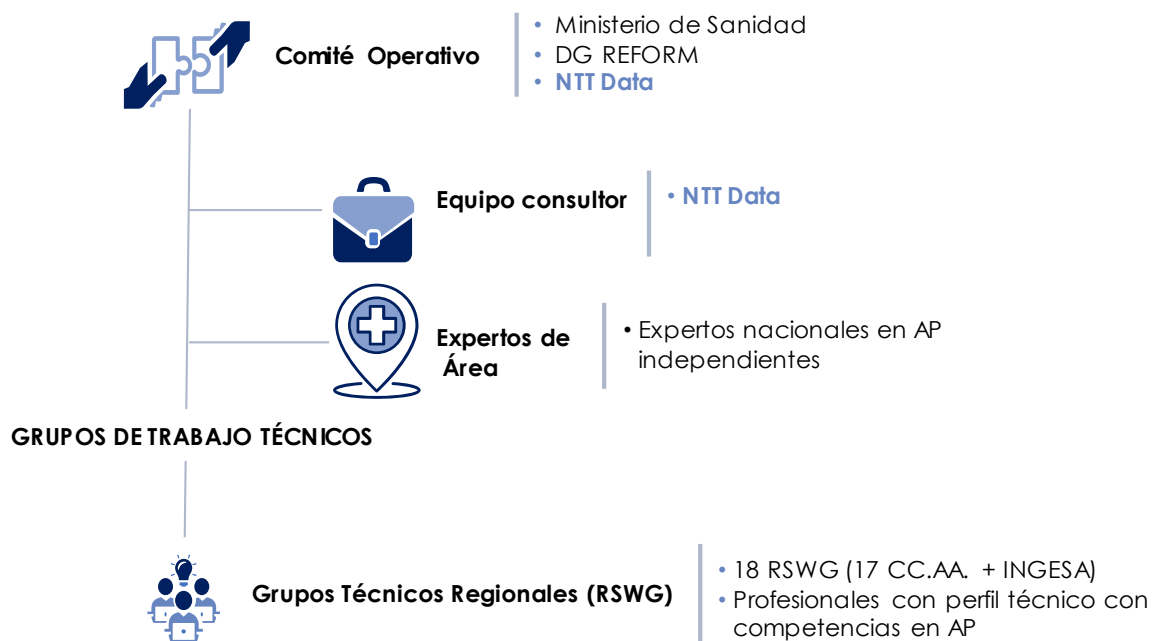 Comité Operativo
• Ministerio de Sanidad
• DG REFORM
• NTT Data
Equipo consultor
• NTT Data
Expertos de
Área
• Expertos nacionales en AP
independientes
GRUPOS DE TRABAJO TÉCNICOS
Grupos Técnicos Regionales (RSWG)
• 18 RSWG (17 CC.AA. + INGESA)
• Profesionales con perfil técnico con
competencias en AP